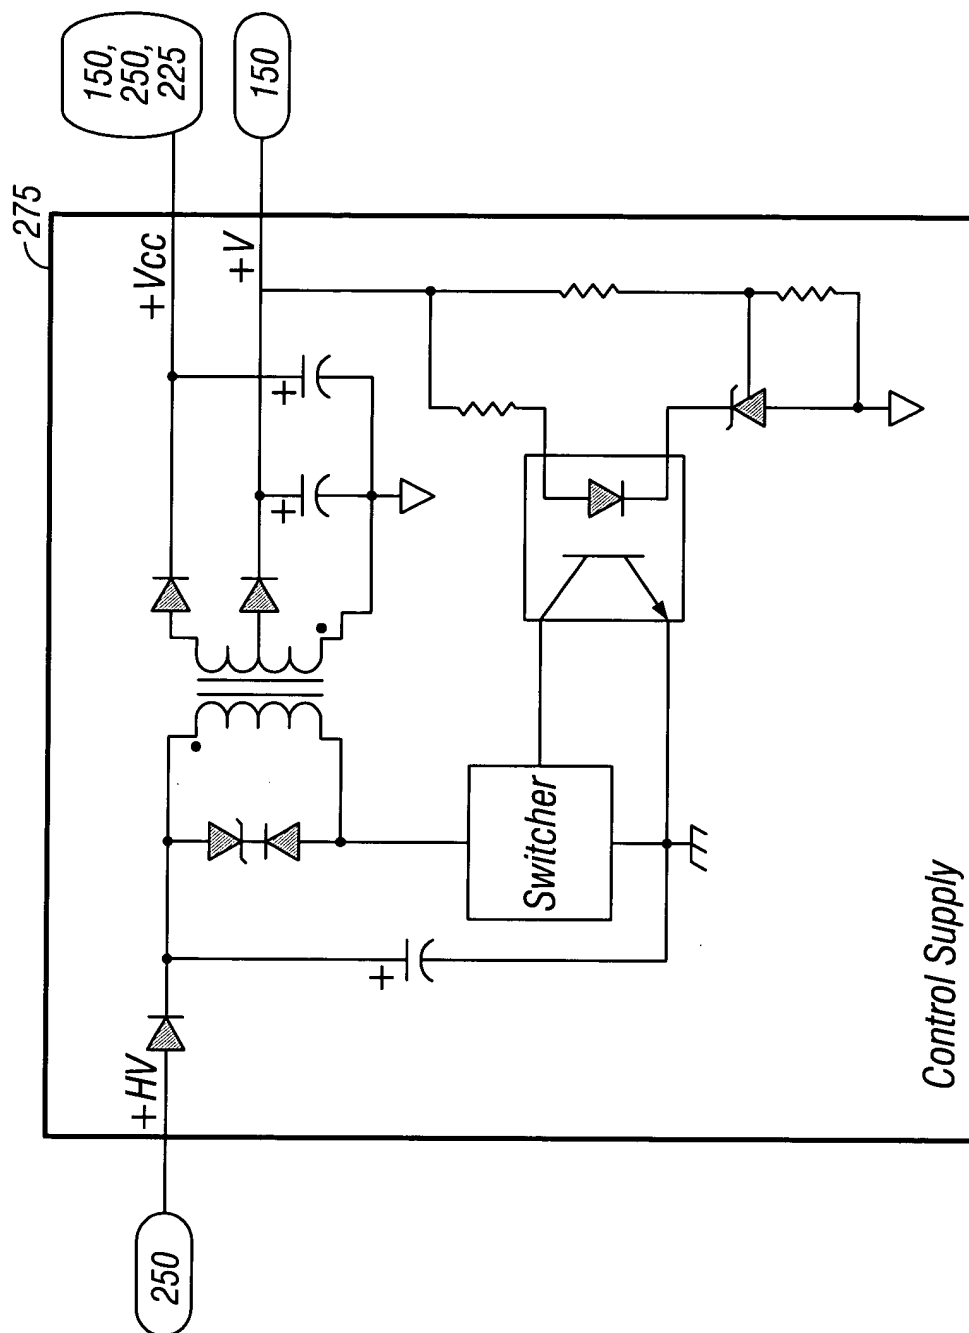 275
150,
250,
225
150
+Vcc
+V
+
+
+HV
250
+
Switcher
Control Supply